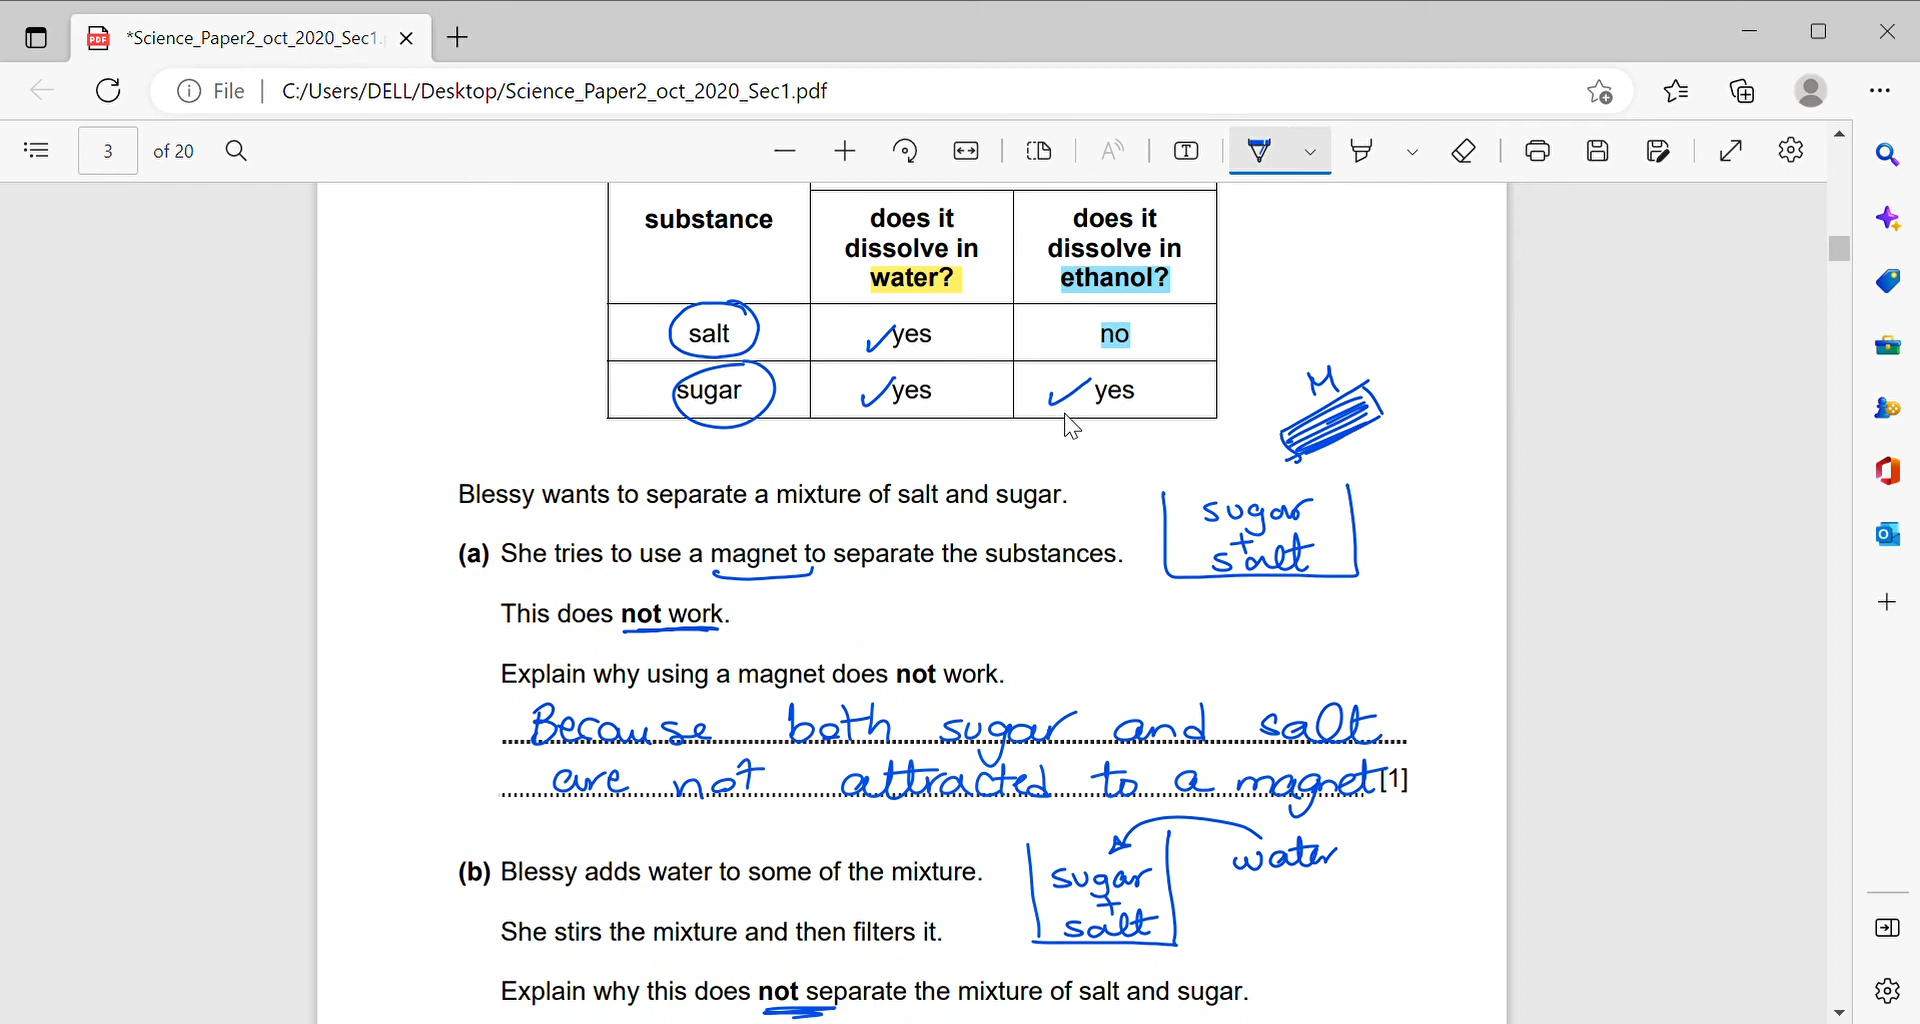 *Science_Paper2_oct_2020_Sec1.
File
C:/Users/DELL/Desktop/Science_Paper2_oct_2020_Sec1.pdf
3 of 20
substance
does it
dissolve in
water?
does it
dissolve in
ethanol?
salt yes no
sugar yes yes
M
Blessy wants to separate a mixture of salt and sugar.
sugar
+
salt
(a) She tries to use a magnet to separate the substances.
This does not work.
Explain why using a magnet does not work.
Because both sugar and salt
are not attracted to a magnet [1]
water
(b) Blessy adds water to some of the mixture.
sugar
+
salt
She stirs the mixture and then filters it.
Explain why this does not separate the mixture of salt and sugar.